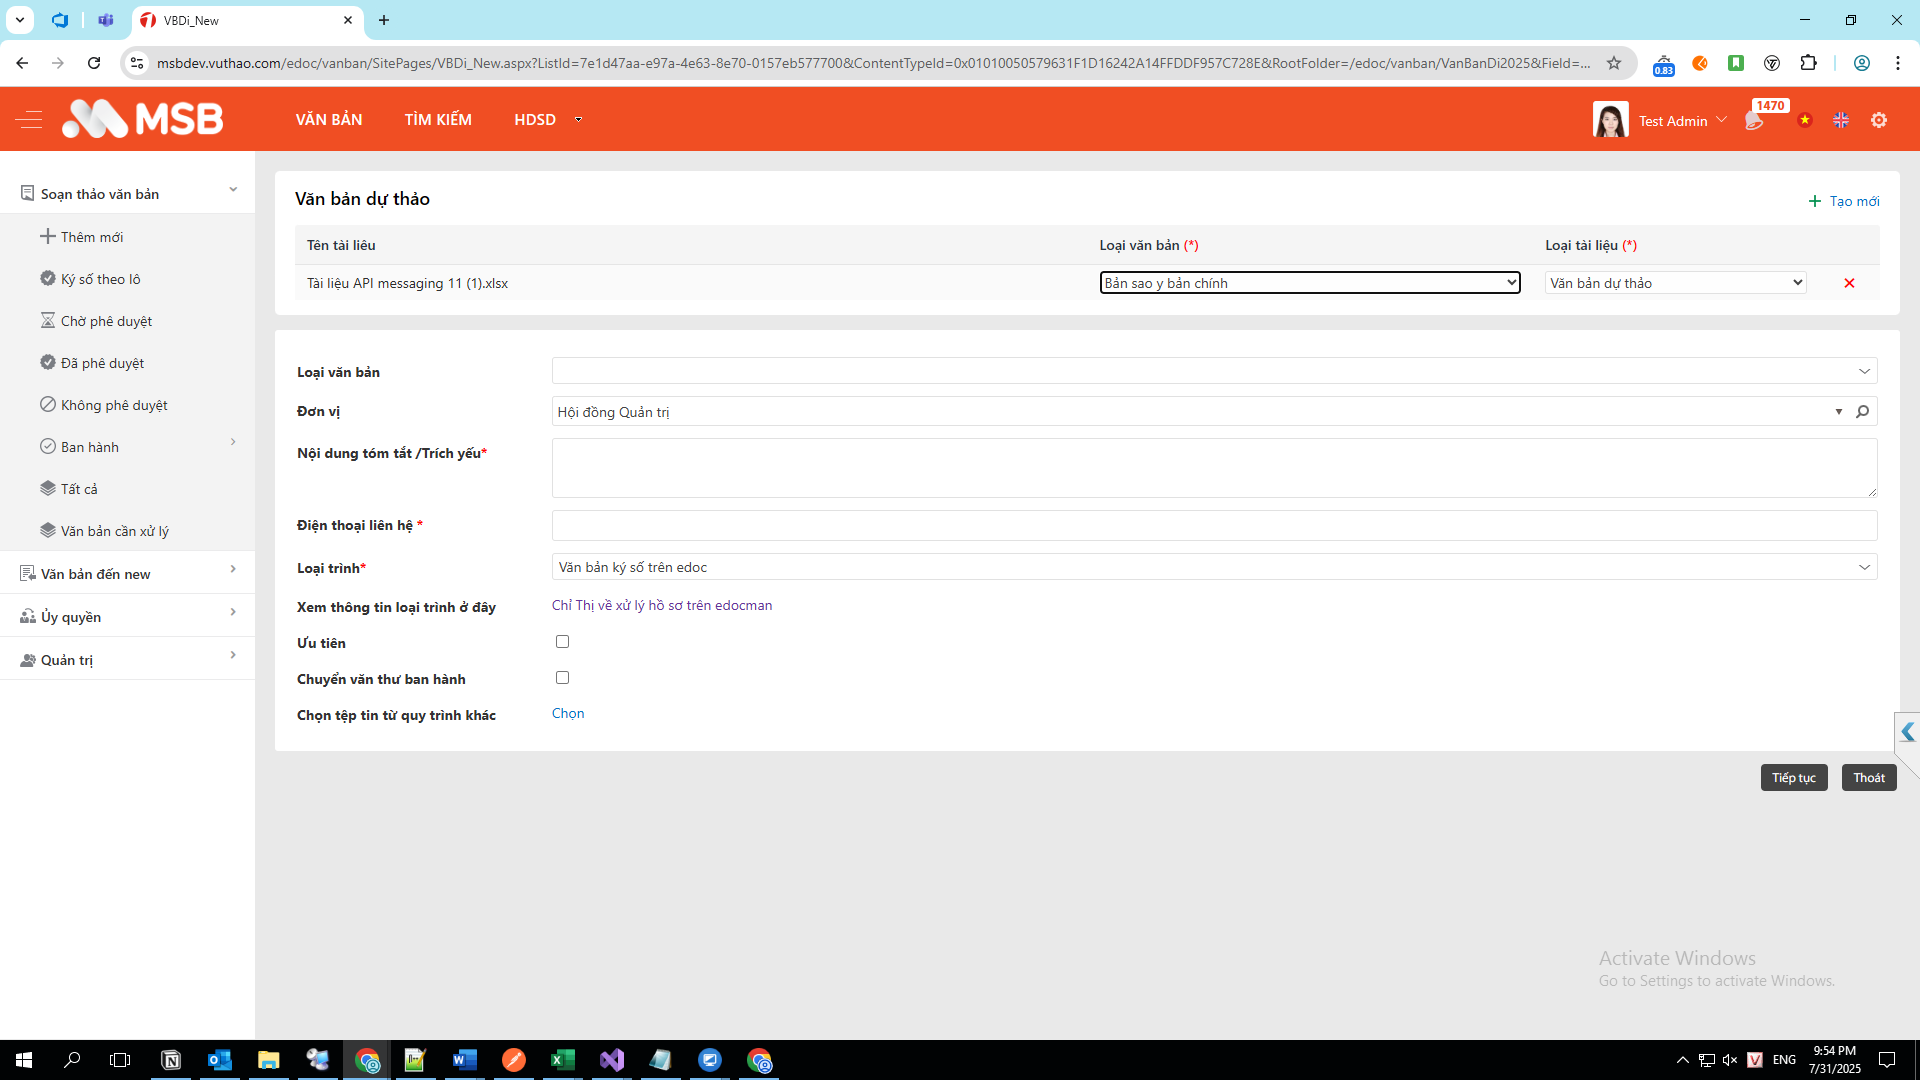 VBDi_New
msbdev.vuthao.com/edoc/vanban/SitePages/VBDi_New.aspx?ListId=7e1d47aa-e97a-4e63-8e70-0157eb577700&ContentTypeId=0x01010050579631F1D16242A14FFDDF957C728E&RootFolder=/edoc/vanban/VanBanDi2025&Field=...
0.83
MSB
VĂN BẢN
TÌM KIẾM
HDSD
Test Admin
1470
Soạn thảo văn bản
Thêm mới
Ký số theo lô
Chờ phê duyệt
Đã phê duyệt
Không phê duyệt
Ban hành
Tất cả
Văn bản cần xử lý
Văn bản đến new
Ủy quyền
Quản trị
Văn bản dự thảo
Tạo mới
Tên tài liệu
Loại văn bản (*)
Loại tài liệu (*)
Tài liệu API messaging 11 (1).xlsx
Bản sao y bản chính
Văn bản dự thảo
Loại văn bản
Đơn vị
Hội đồng Quản trị
Nội dung tóm tắt /Trích yếu*
Điện thoại liên hệ *
Loại trình*
Văn bản ký số trên edoc
Xem thông tin loại trình ở đây
Chỉ Thị về xử lý hồ sơ trên edocman
Ưu tiên
Chuyển văn thư ban hành
Chọn tệp tin từ quy trình khác
Chọn
Tiếp tục
Thoát
Activate Windows
Go to Settings to activate Windows.
ENG
9:54 PM
7/31/2025